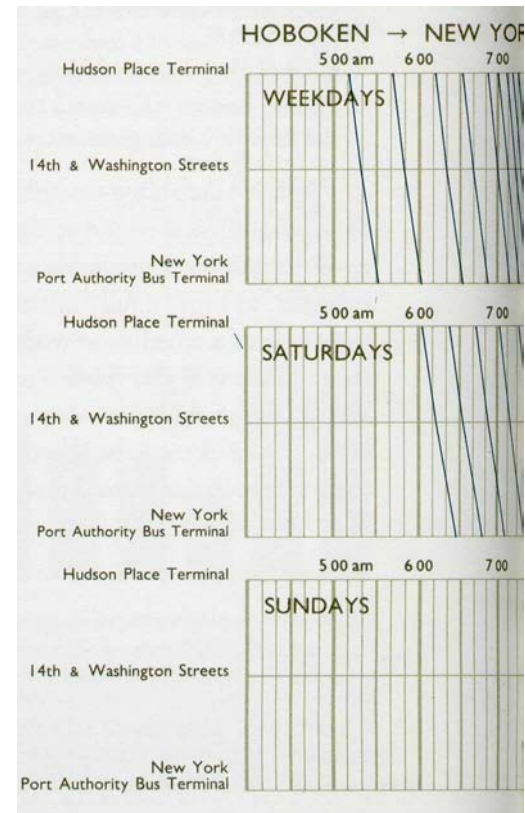 HOBOKEN → NEW YOR
5 00 am 6 00 7 00
Hudson Place Terminal
WEEKDAYS
14th & Washington Streets
New York
Port Authority Bus Terminal
5 00 am 6 00 7 00
Hudson Place Terminal
SATURDAYS
14th & Washington Streets
New York
Port Authority Bus Terminal
5 00 am 6 00 7 00
Hudson Place Terminal
SUNDAYS
14th & Washington Streets
New York
Port Authority Bus Terminal